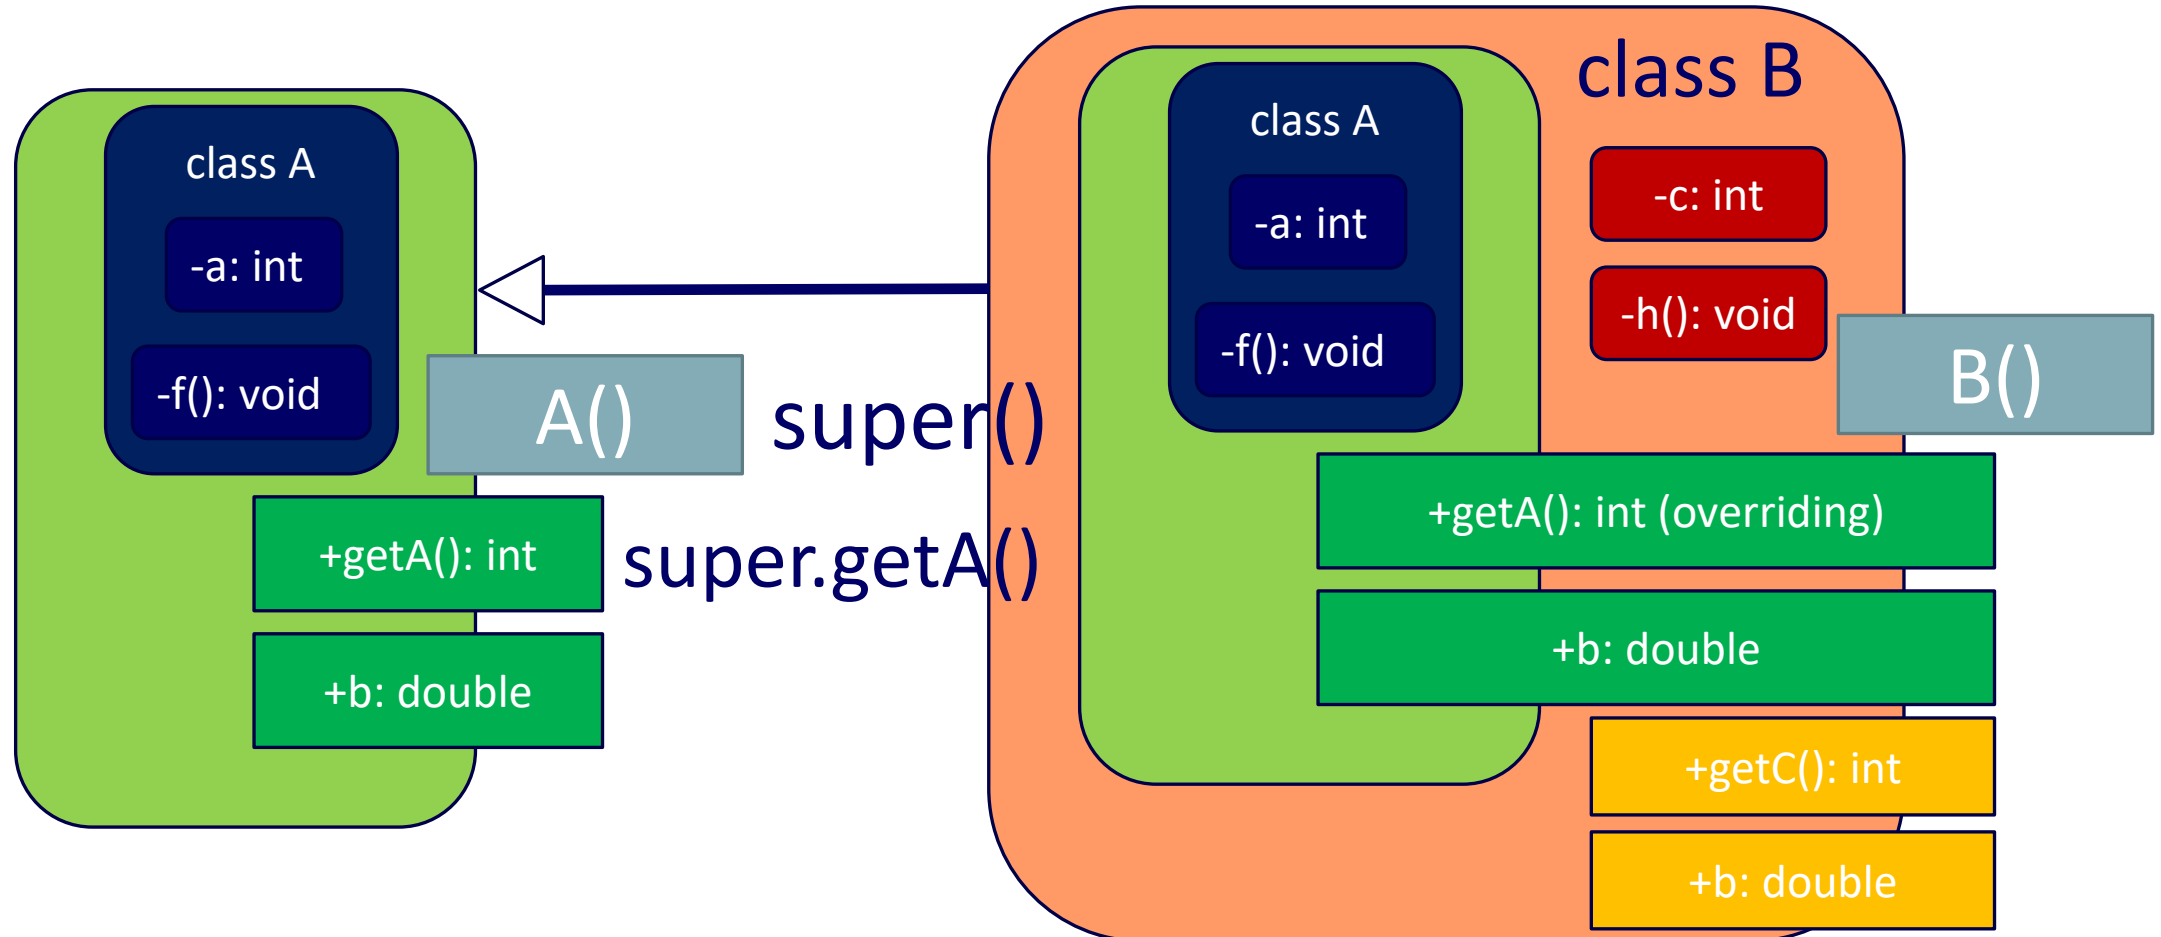 class A
-a: int
-f(): void
A()
+getA(): int
+b: double
super()
super.getA()
class B
class A
-a: int
-f(): void
-c: int
-h(): void
B()
+getA(): int (overriding)
+b: double
+getC(): int
+b: double